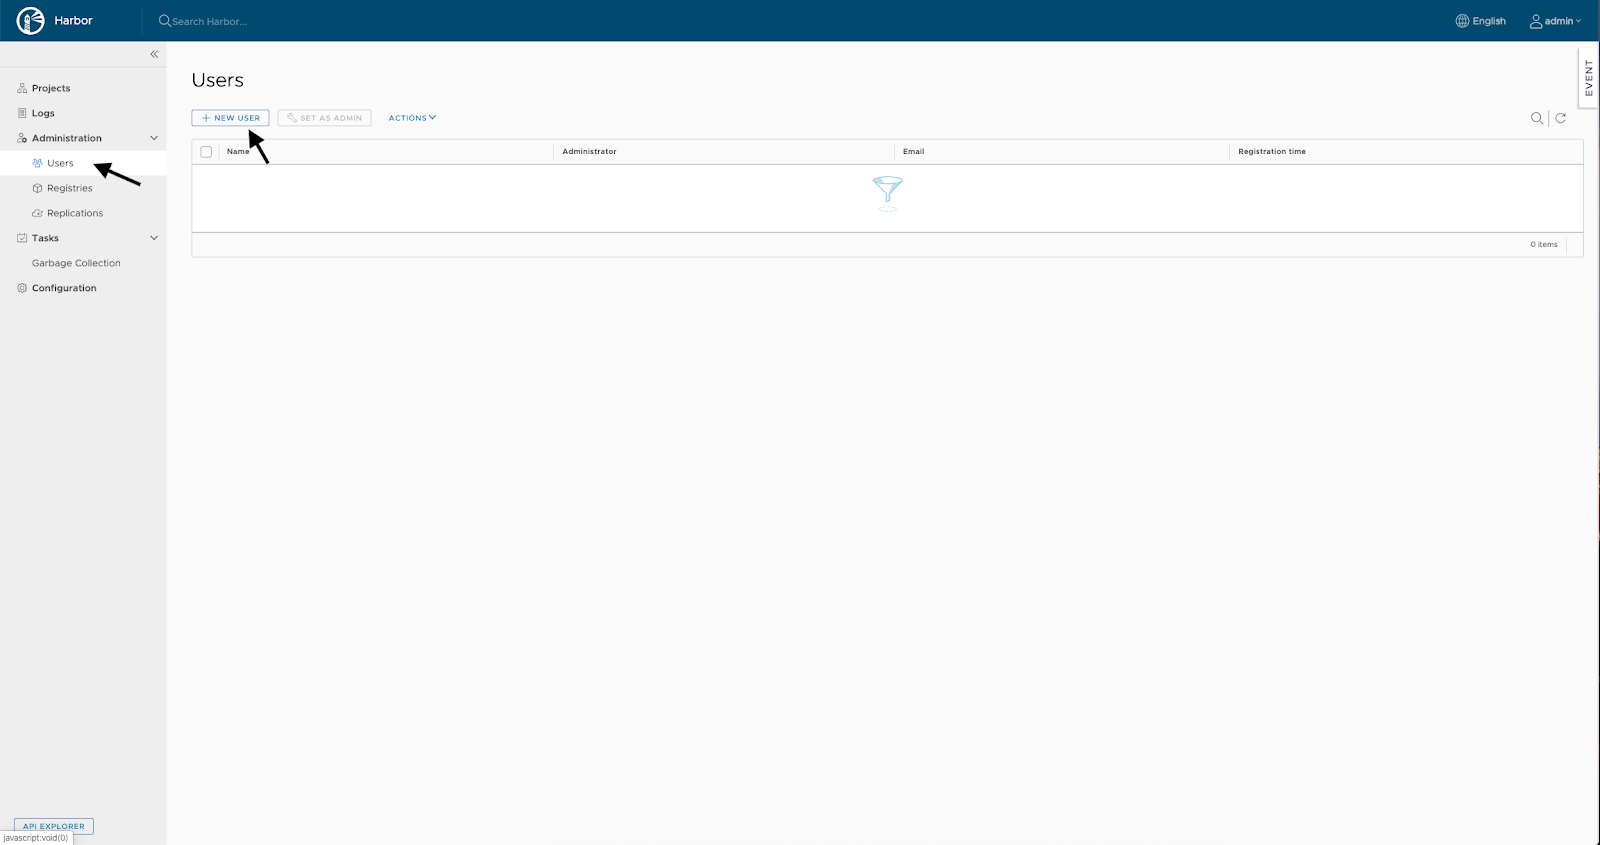 Harbor
Search Harbor...
English
admin
EVENT
Projects
Logs
Administration
Users
Registries
Replications
Tasks
Garbage Collection
Configuration
API EXPLORER
javascript:void(0)
Users
NEW USER
SET AS ADMIN
ACTIONS
Name
Administrator
Email
Registration time
0 items